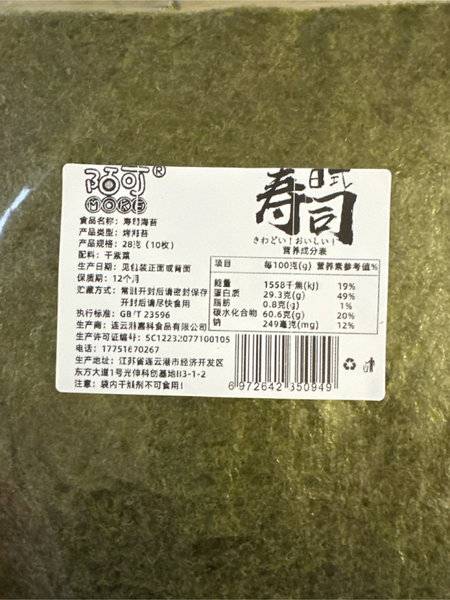 陌可®
MOKE
日式
寿司
きわどい！おいしい！
营养成分表
食品名称：寿司海苔
产品类型：烤海苔
产品规格：28克（10枚）
配料：干紫菜
生产日期：见包装正面或背面
保质期：12个月
贮藏方式：常温开封后请密封保存
开封后请尽快食用
执行标准：GB/T 23596
生产商：连云港嘉科食品有限公司
生产许可证编号：SC12232077100105
电话：17751670267
生产地址：江苏省连云港市经济开发区
东方大道1号光伟科创基地B3-1-2
注意：袋内干燥剂不可食用！
项目 每100克(g) 营养素参考值%
能量 1558千焦(kJ) 19%
蛋白质 29.3克(g) 49%
脂肪 0.8克(g) 1%
碳水化合物 60.6克(g) 20%
钠 249毫克(mg) 12%
6 972642 350949